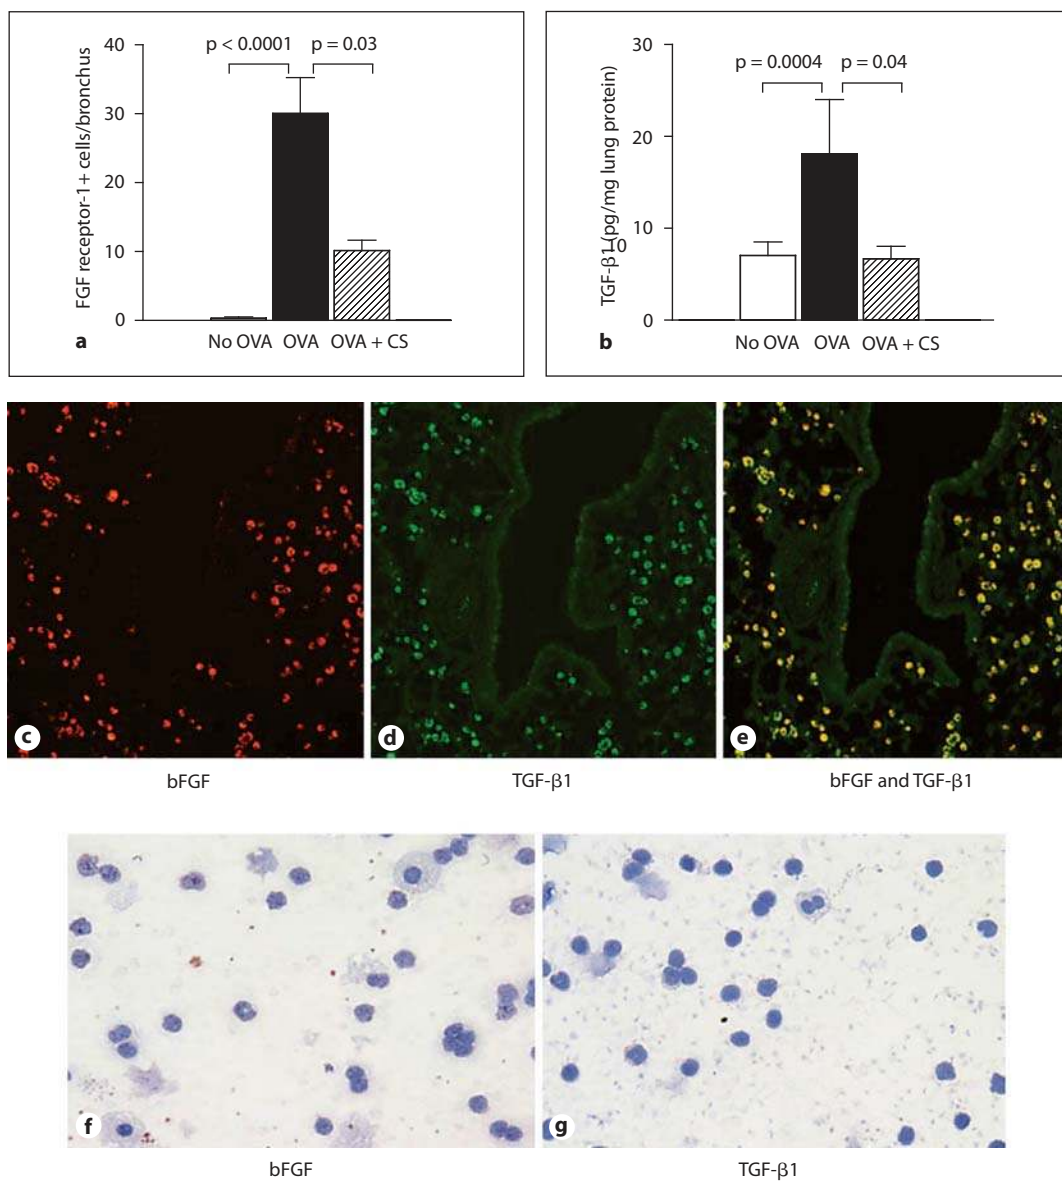 FGF receptor-1+ cells/bronchus
40
30
20
10
0
p < 0.0001 p = 0.03
No OVA OVA OVA + CS
a
TGF-β1 (pg/mg lung protein)
10
30
20
10
0
p = 0.0004 p = 0.04
No OVA OVA OVA + CS
b
c
d
e
bFGF
TGF-β1
bFGF and TGF-β1
f
g
bFGF
TGF-β1